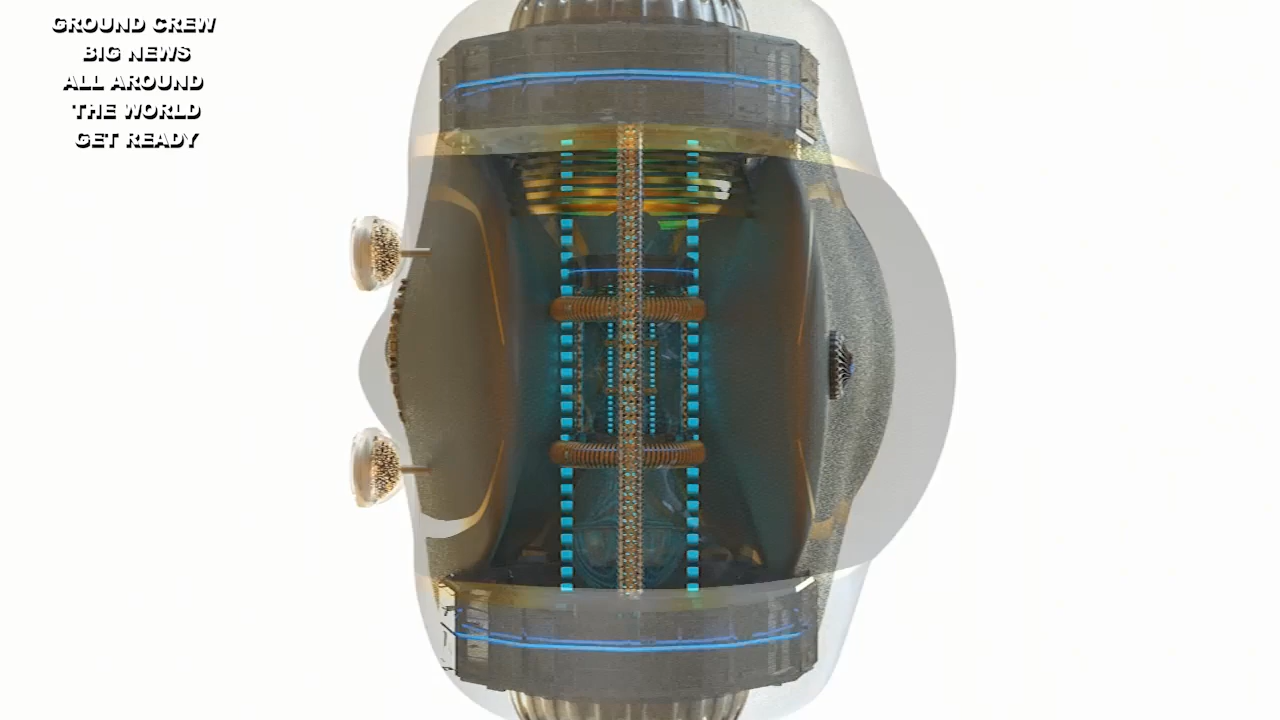 GROUND CREW
BIG NEWS
ALL AROUND
THE WORLD
GET READY